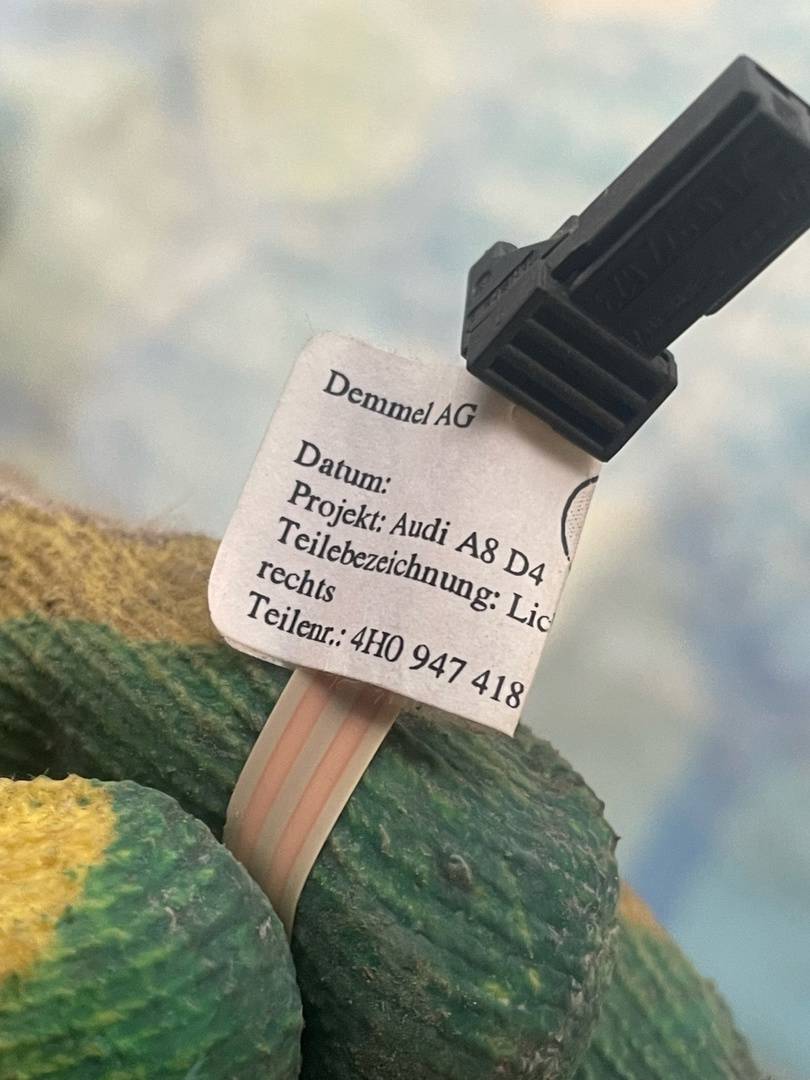 Demmel AG
Datum:
Projekt: Audi A8 D4
Teilebezeichnung: Lic
rechts
Teilenr.: 4H0 947 418